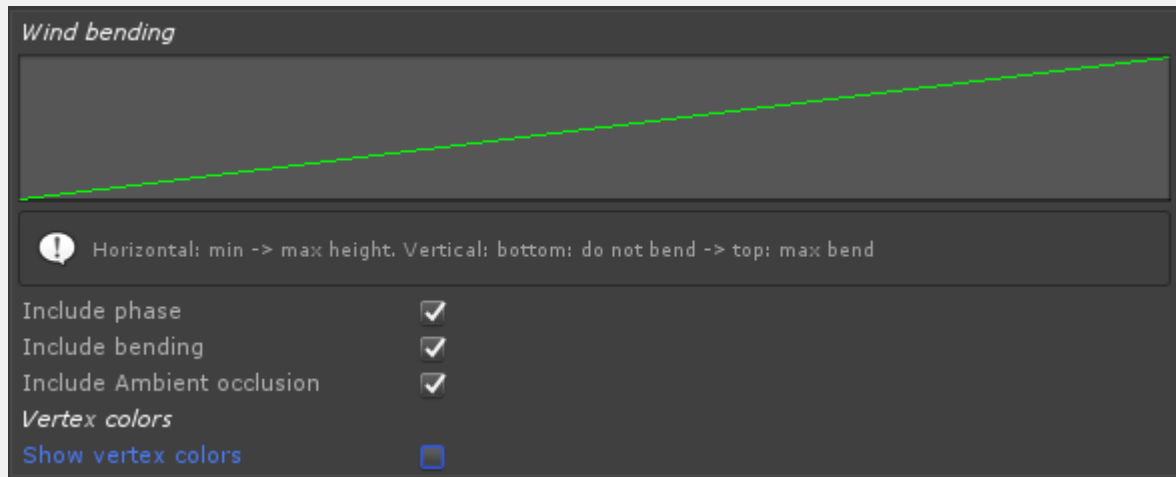 Wind bending
Horizontal: min -> max height. Vertical: bottom: do not bend -> top: max bend
Include phase
Include bending
Include Ambient occlusion
Vertex colors
Show vertex colors